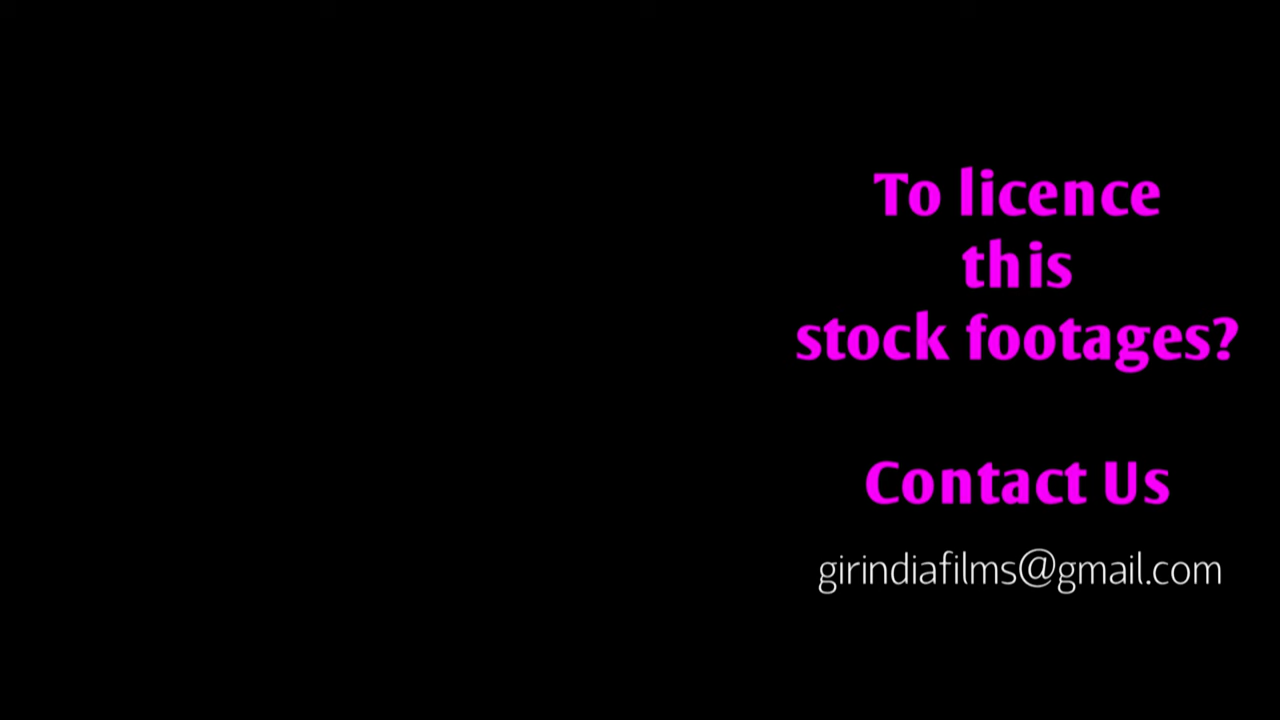 To licence
this
stock footages?
Contact Us
girindiafilms@gmail.com